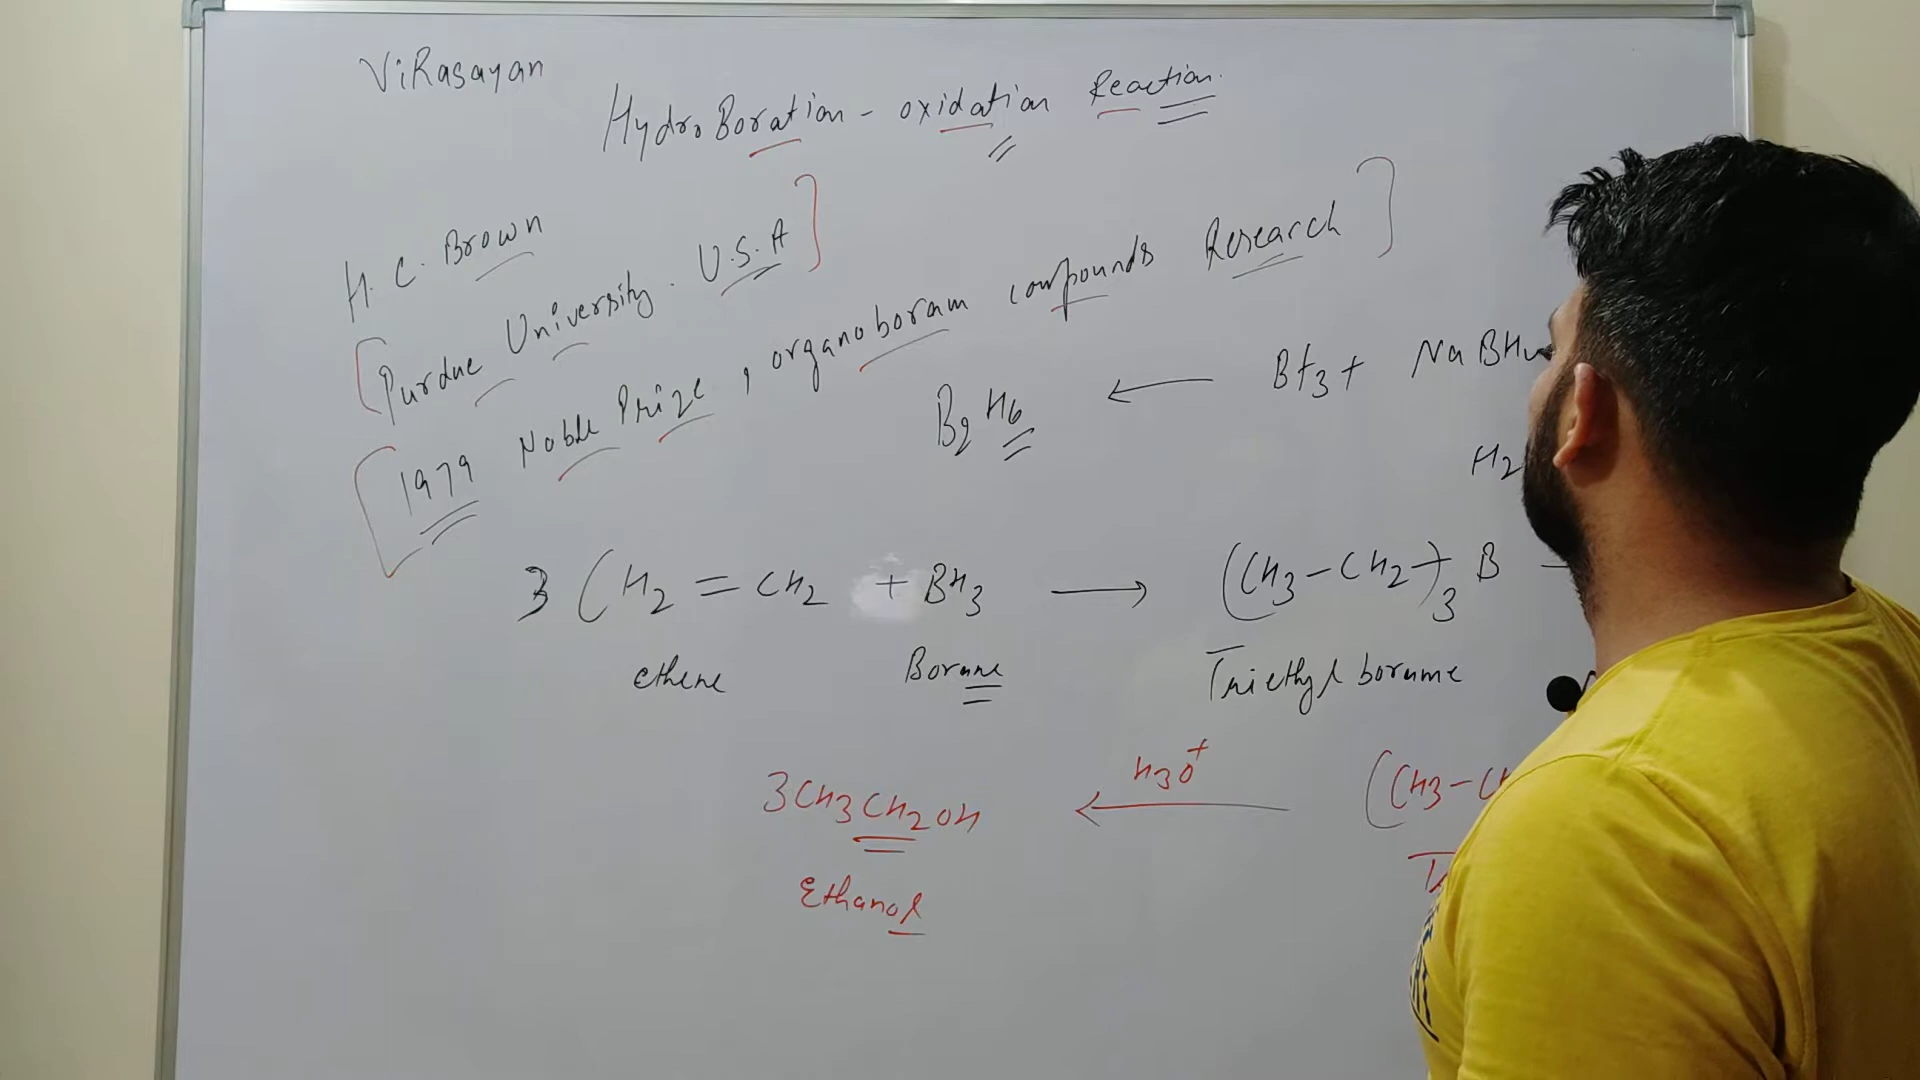 ViRasayan
HydroBoration - oxidation Reaction.
H. C. Brown
[Purdue University. U.S.A]
[1979 Noble Prize, organoboram compounds Research]
B2H6 ← Bf3 + NaBH
H2
3 CH2 = CH2 + BH3 → (CH3-CH2)3 B
ethene Borane Triethyl borane
3CH3CH2OH ← H3O+ (CH3-C
Ethanol